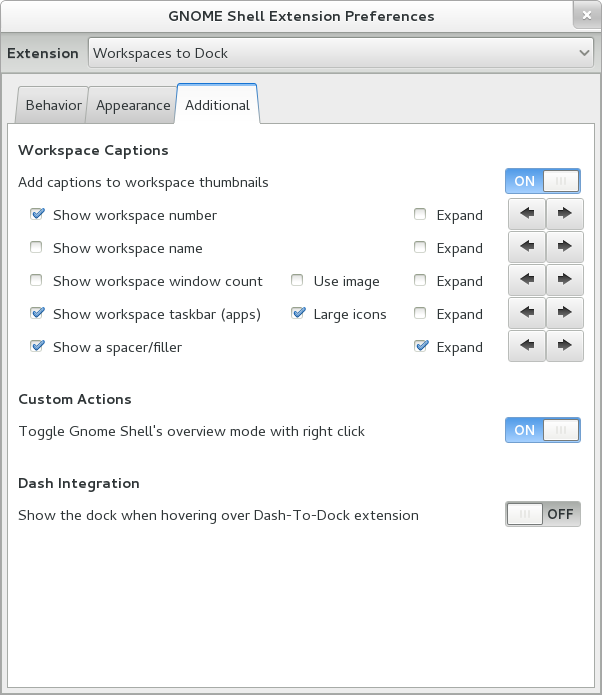 GNOME Shell Extension Preferences
Extension Workspaces to Dock
Behavior Appearance Additional
Workspace Captions
Add captions to workspace thumbnails ON
Show workspace number Expand
Show workspace name Expand
Show workspace window count Use image Expand
Show workspace taskbar (apps) Large icons Expand
Show a spacer/filler Expand
Custom Actions
Toggle Gnome Shell's overview mode with right click ON
Dash Integration
Show the dock when hovering over Dash-To-Dock extension OFF